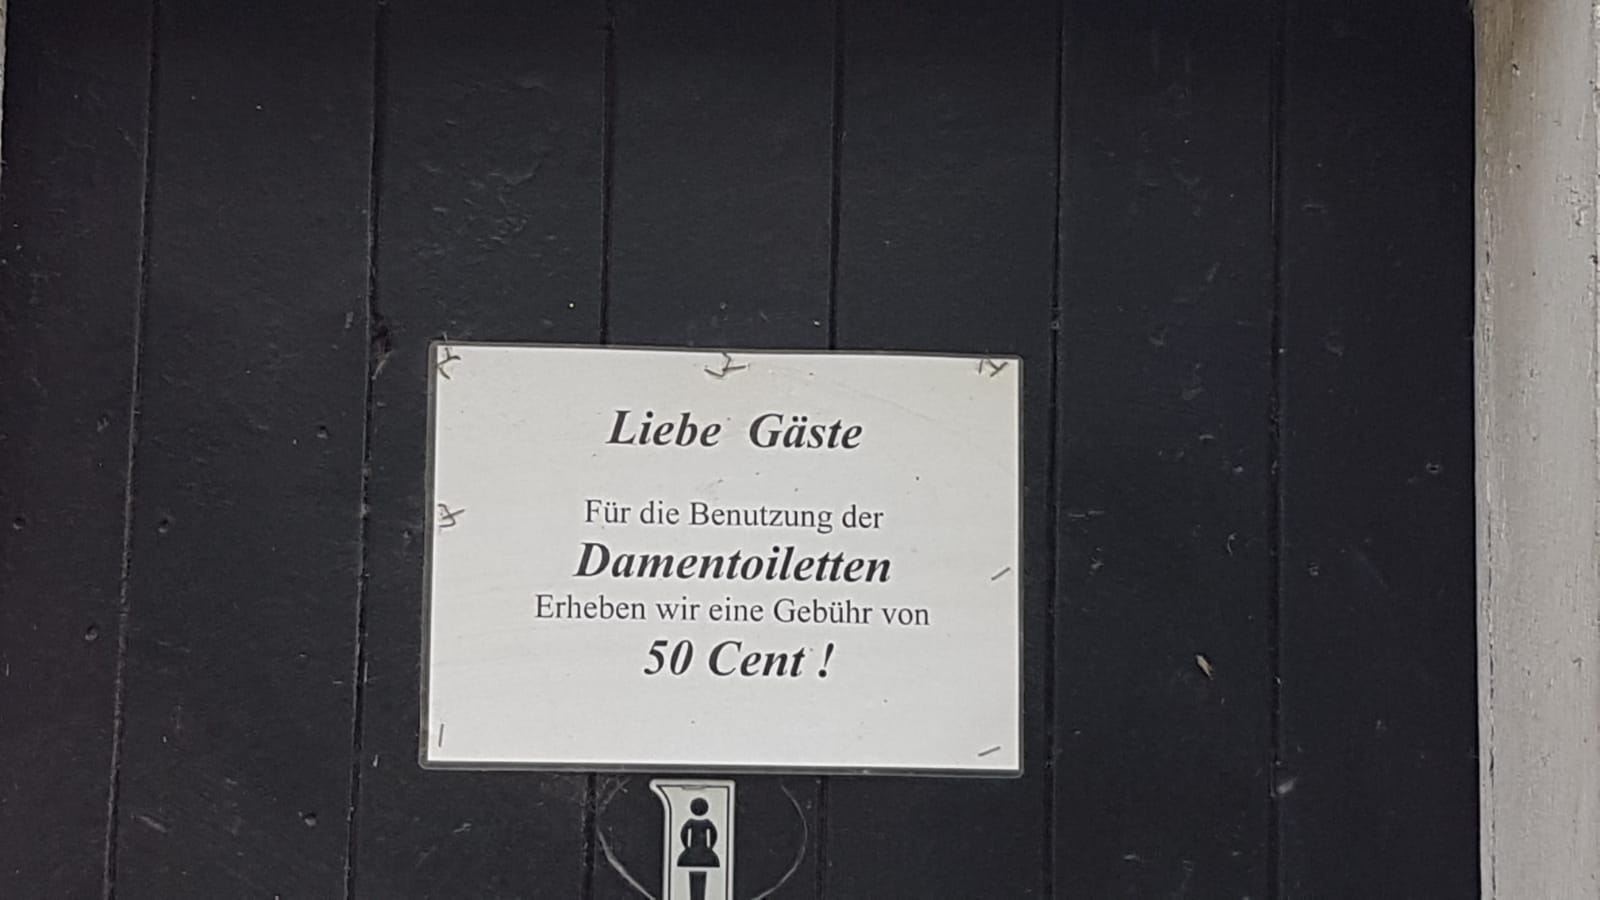 Liebe Gäste
Für die Benutzung der
Damentoiletten
Erheben wir eine Gebühr von
50 Cent !